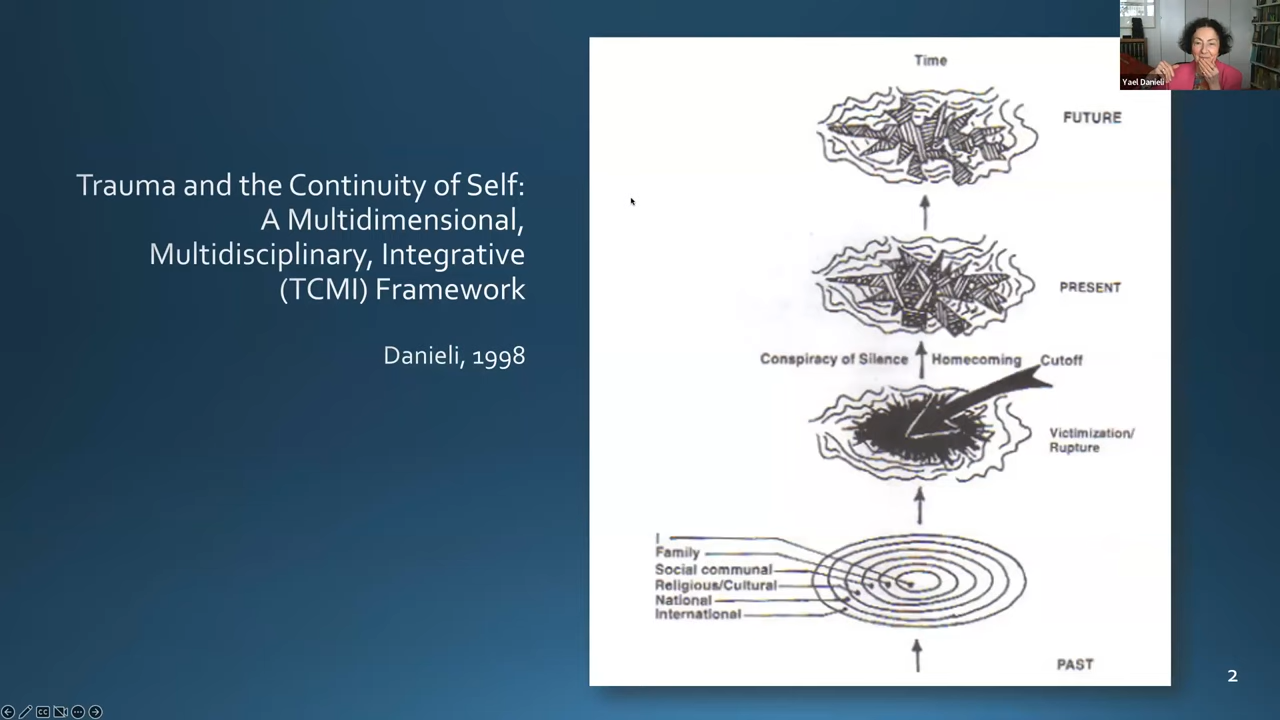 Trauma and the Continuity of Self:
A Multidimensional,
Multidisciplinary, Integrative
(TCMI) Framework
Danieli, 1998
Time
FUTURE
PRESENT
Conspiracy of Silence Homecoming Cutoff
Victimization/
Rupture
I
Family
Social communal
Religious/Cultural
National
International
PAST
Yael Danieli
2
CC